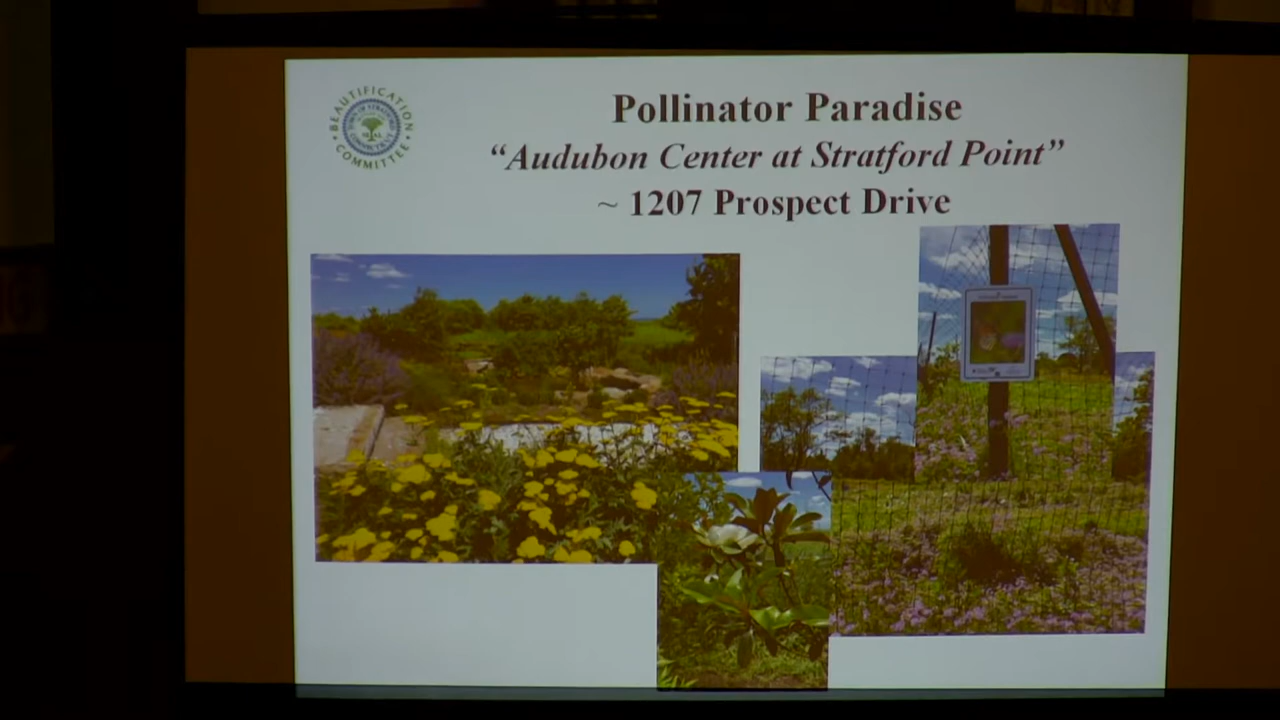 BEAUTIFICATION
COMMITTEE
Pollinator Paradise
“Audubon Center at Stratford Point”
~ 1207 Prospect Drive